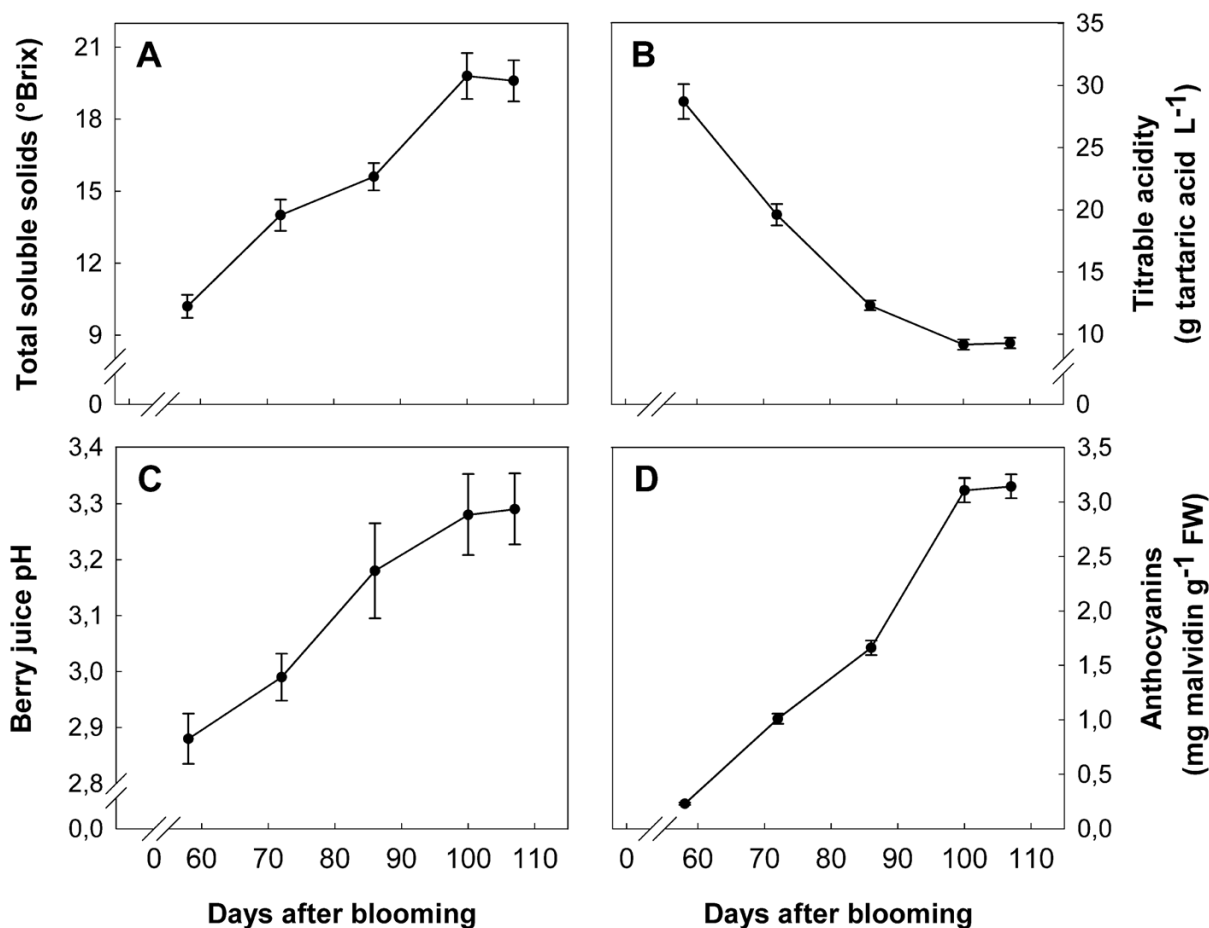 A
Total soluble solids (°Brix)
21
18
15
12
9
0
B
35
30
25
20
15
10
0
Titrable acidity
(g tartaric acid L-1)
C
Berry juice pH
3,4
3,3
3,2
3,1
3,0
2,9
2,8
0,0
0 60 70 80 90 100 110
Days after blooming
D
3,5
3,0
2,5
2,0
1,5
1,0
0,5
0,0
Anthocyanins
(mg malvidin g-1 FW)
0 60 70 80 90 100 110
Days after blooming